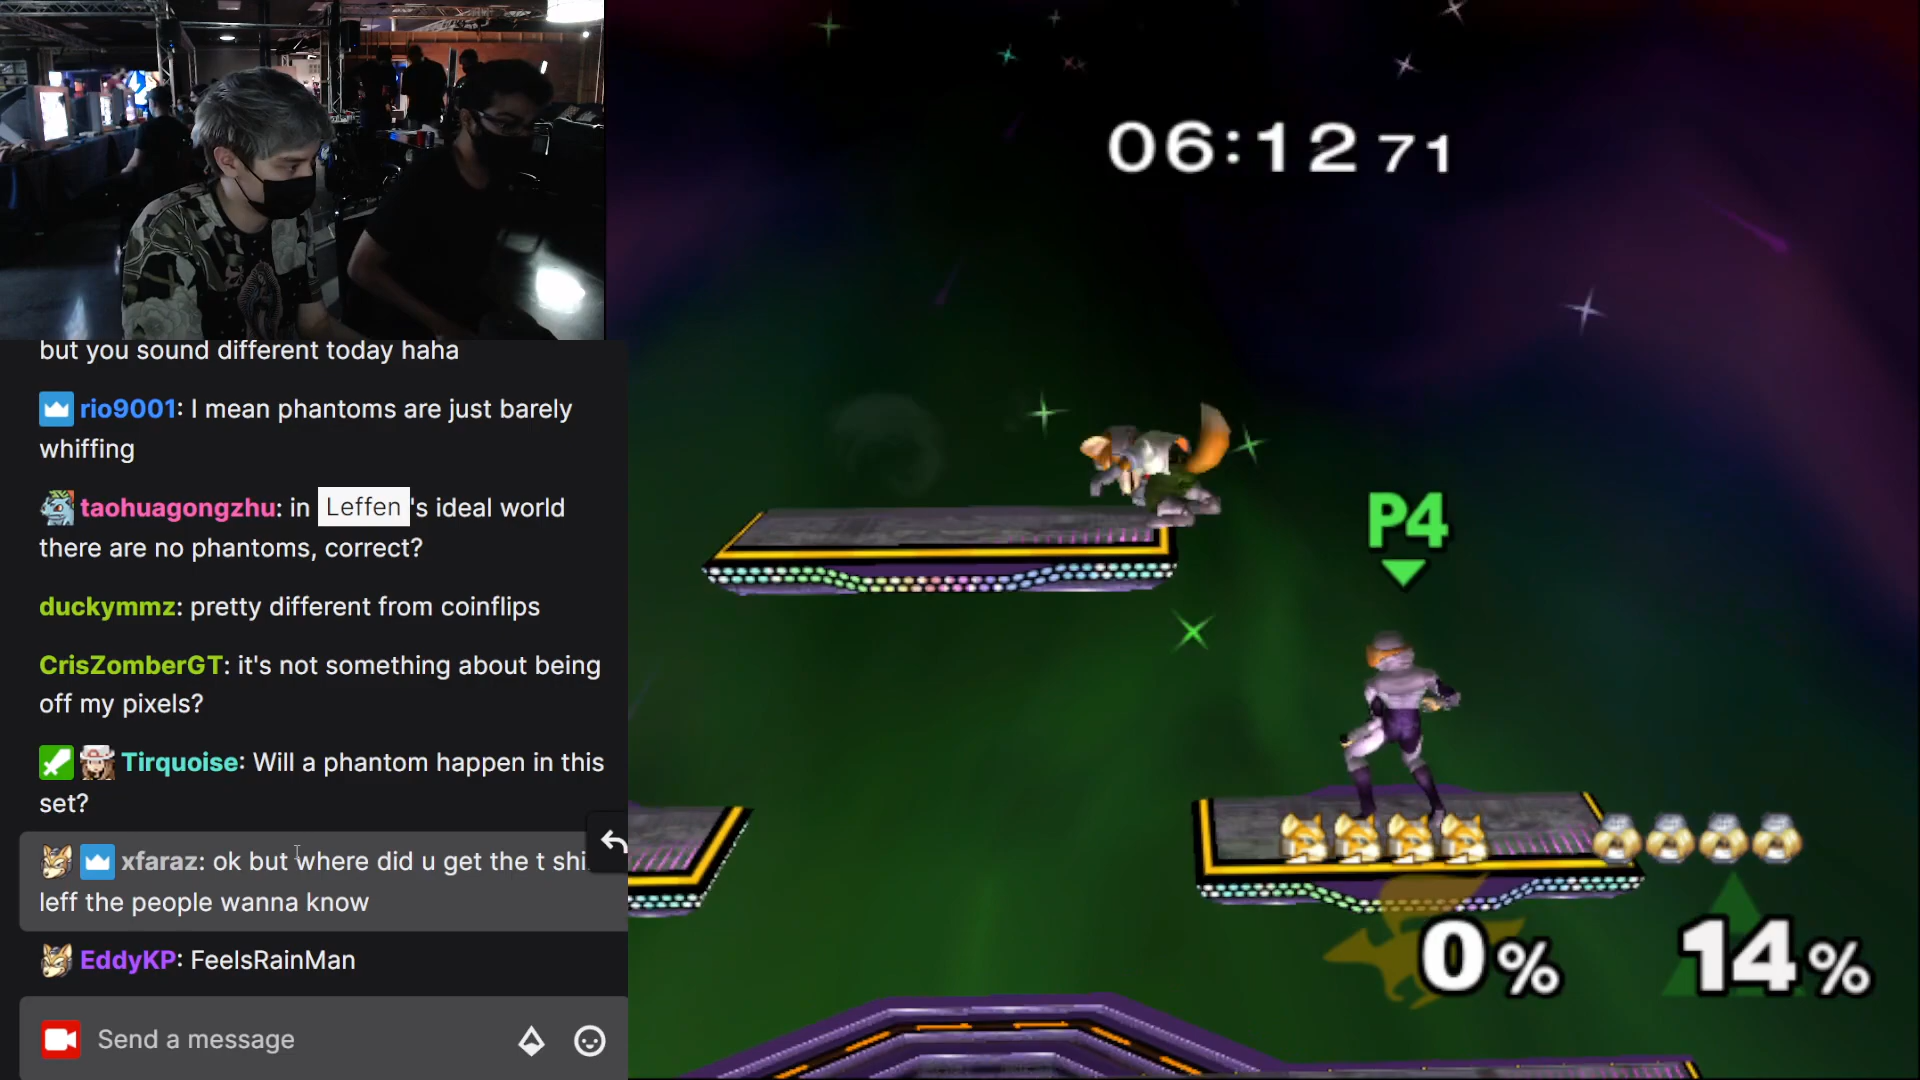 06:12 71
but you sound different today haha
rio9001: I mean phantoms are just barely
whiffing
taohuagongzhu: in Leffen's ideal world
there are no phantoms, correct?
duckymmz: pretty different from coinflips
CrisZomberGT: it's not something about being
off my pixels?
Tirquoise: Will a phantom happen in this
set?
xfaraz: ok but where did u get the t shi
leff the people wanna know
EddyKP: FeelsRainMan
Send a message
P4
0%
14%